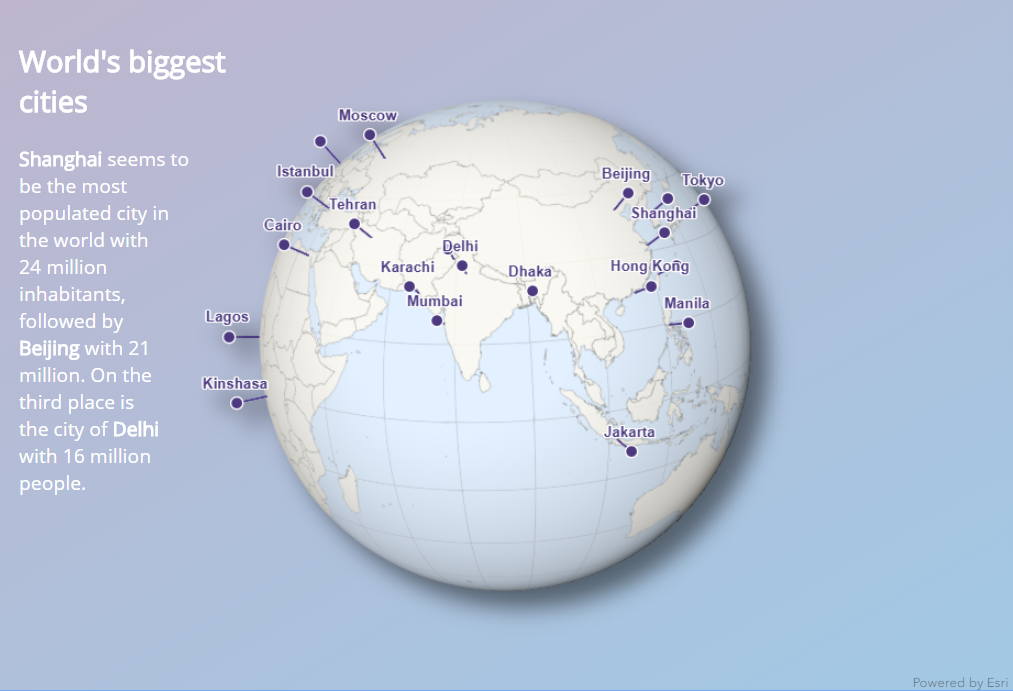 World's biggest
cities
Shanghai seems to
be the most
populated city in
the world with
24 million
inhabitants,
followed by
Beijing with 21
million. On the
third place is
the city of Delhi
with 16 million
people.
Moscow
Istanbul
Tehran
Cairo
Beijing
Tokyo
Shanghai
Delhi
Karachi
Dhaka
Hong Kong
Mumbai
Manila
Lagos
Kinshasa
Jakarta
Powered by Esri